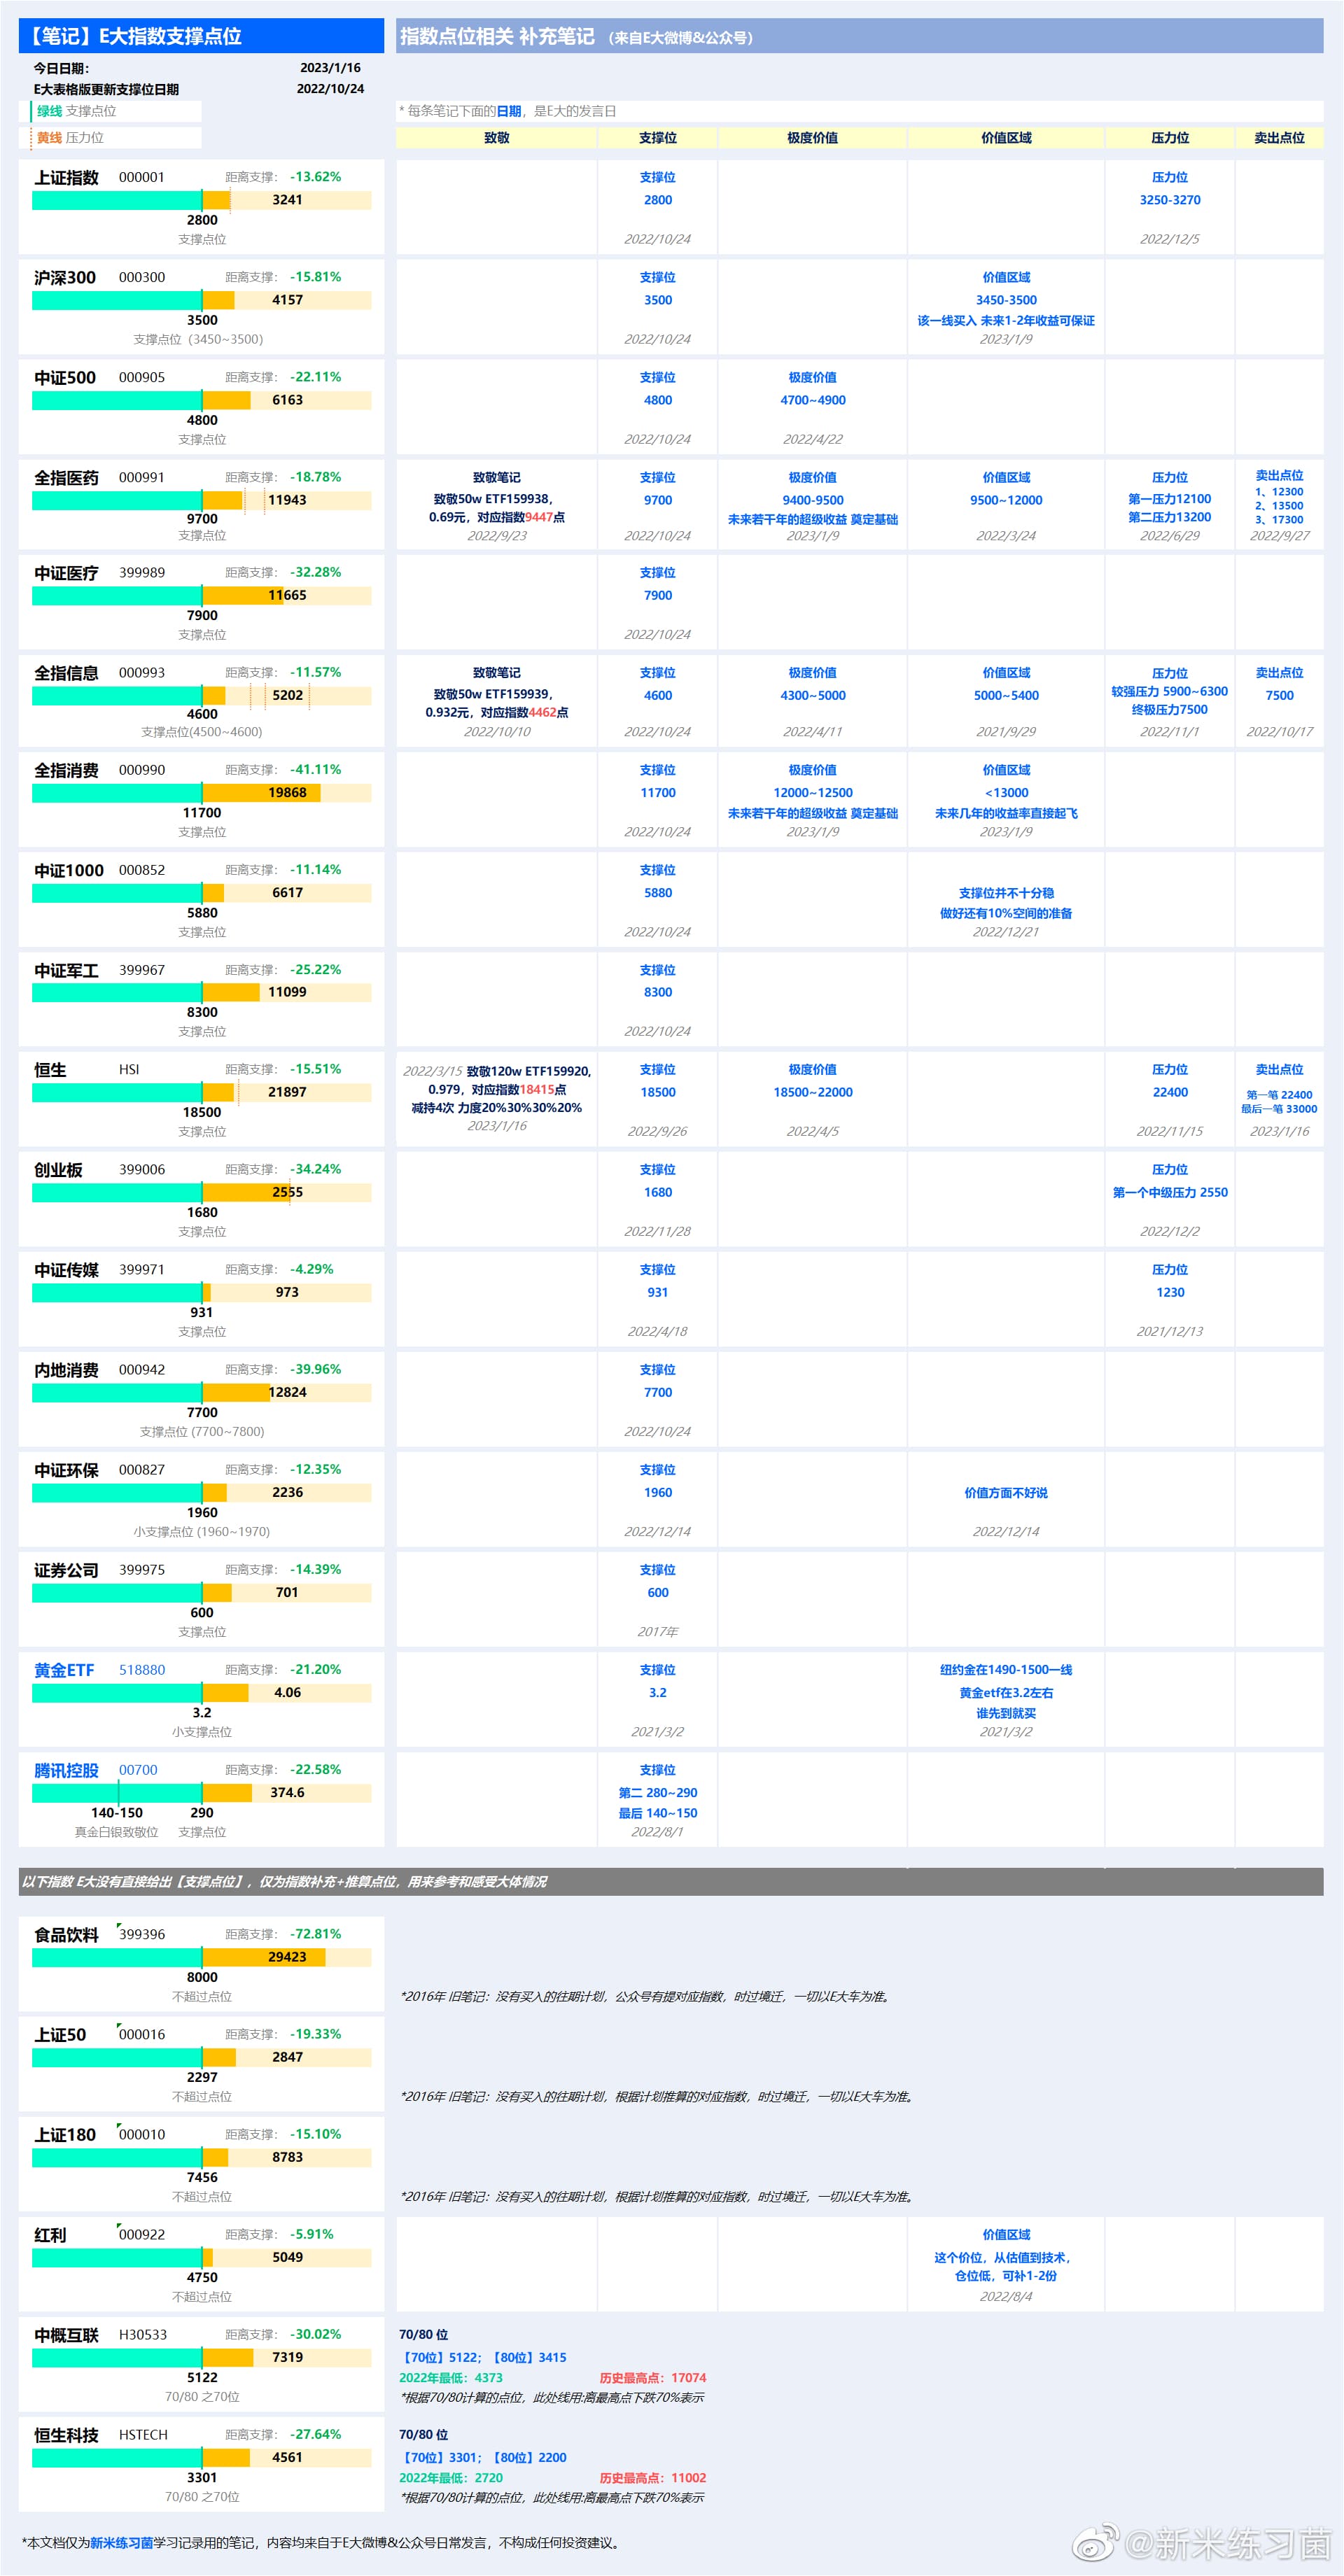 【笔记】E大指数支撑点位
指数点位相关 补充笔记 （来自E大微博&公众号）
今日日期： 2023/1/16
E大表格版更新支撑位日期 2022/10/24
绿线 支撑点位
* 每条笔记下面的日期，是E大的发言日
黄线 压力位
致敬 支撑位 极度价值 价值区域 压力位 卖出点位
上证指数 000001 距离支撑： -13.62%
3241
2800
支撑点位
支撑位
2800
2022/10/24
压力位
3250-3270
2022/12/5
沪深300 000300 距离支撑： -15.81%
4157
3500
支撑点位（3450~3500）
支撑位
3500
2022/10/24
价值区域
3450-3500
该一线买入 未来1-2年收益可保证
2023/1/9
中证500 000905 距离支撑： -22.11%
6163
4800
支撑点位
支撑位
4800
2022/10/24
极度价值
4700~4900
2022/4/22
全指医药 000991 距离支撑： -18.78%
11943
9700
支撑点位
致敬笔记
致敬50w ETF159938，
0.69元，对应指数9447点
2022/9/23
支撑位
9700
2022/10/24
极度价值
9400-9500
未来若干年的超级收益 奠定基础
2023/1/9
价值区域
9500~12000
2022/3/24
压力位
第一压力12100
第二压力13200
2022/6/29
卖出点位
1、12300
2、13500
3、17300
2022/9/27
中证医疗 399989 距离支撑： -32.28%
11665
7900
支撑点位
支撑位
7900
2022/10/24
全指信息 000993 距离支撑： -11.57%
5202
4600
支撑点位(4500~4600)
致敬笔记
致敬50w ETF159939，
0.932元，对应指数4462点
2022/10/10
支撑位
4600
2022/10/24
极度价值
4300~5000
2022/4/11
价值区域
5000~5400
2021/9/29
压力位
较强压力 5900~6300
终极压力7500
2022/11/1
卖出点位
7500
2022/10/17
全指消费 000990 距离支撑： -41.11%
19868
11700
支撑点位
支撑位
11700
2022/10/24
极度价值
12000~12500
未来若干年的超级收益 奠定基础
2023/1/9
价值区域
<13000
未来几年的收益率直接起飞
2023/1/9
中证1000 000852 距离支撑： -11.14%
6617
5880
支撑点位
支撑位
5880
2022/10/24
支撑位并不十分稳
做好还有10%空间的准备
2022/12/21
中证军工 399967 距离支撑： -25.22%
11099
8300
支撑点位
支撑位
8300
2022/10/24
恒生 HSI 距离支撑： -15.51%
21897
18500
支撑点位
2022/3/15 致敬120w ETF159920，
0.979，对应指数18415点
减持4次 力度20%30%30%20%
2023/1/16
支撑位
18500
2022/9/26
极度价值
18500~22000
2022/4/5
压力位
22400
2022/11/15
卖出点位
第一笔 22400
最后一笔 33000
2023/1/16
创业板 399006 距离支撑： -34.24%
2555
1680
支撑点位
支撑位
1680
2022/11/28
压力位
第一个中级压力 2550
2022/12/2
中证传媒 399971 距离支撑： -4.29%
973
931
支撑点位
支撑位
931
2022/4/18
压力位
1230
2021/12/13
内地消费 000942 距离支撑： -39.96%
12824
7700
支撑点位 (7700~7800)
支撑位
7700
2022/10/24
中证环保 000827 距离支撑： -12.35%
2236
1960
小支撑点位 (1960~1970)
支撑位
1960
2022/12/14
价值方面不好说
2022/12/14
证券公司 399975 距离支撑： -14.39%
701
600
支撑点位
支撑位
600
2017年
黄金ETF 518880 距离支撑： -21.20%
4.06
3.2
小支撑点位
支撑位
3.2
2021/3/2
纽约金在1490-1500一线
黄金etf在3.2左右
谁先到就买
2021/3/2
腾讯控股 00700 距离支撑： -22.58%
374.6
140-150 290
真金白银致敬位 支撑点位
支撑位
第二 280~290
最后 140~150
2022/8/1
以下指数 E大没有直接给出【支撑点位】，仅为指数补充+推算点位，用来参考和感受大体情况
食品饮料 399396 距离支撑： -72.81%
29423
8000
不超过点位
*2016年 旧笔记：没有买入的往期计划，公众号有提对应指数，时过境迁，一切以E大车为准。
上证50 000016 距离支撑： -19.33%
2847
2297
不超过点位
*2016年 旧笔记：没有买入的往期计划，根据计划推算的对应指数，时过境迁，一切以E大车为准。
上证180 000010 距离支撑： -15.10%
8783
7456
不超过点位
*2016年 旧笔记：没有买入的往期计划，根据计划推算的对应指数，时过境迁，一切以E大车为准。
红利 000922 距离支撑： -5.91%
5049
4750
不超过点位
价值区域
这个价位，从估值到技术，
仓位低，可补1-2份
2022/8/4
中概互联 H30533 距离支撑： -30.02%
7319
5122
70/80 之70位
70/80 位
【70位】5122；【80位】3415
2022年最低：4373 历史最高点：17074
*根据70/80计算的点位，此处线用:离最高点下跌70%表示
恒生科技 HSTECH 距离支撑： -27.64%
4561
3301
70/80 之70位
70/80 位
【70位】3301；【80位】2200
2022年最低：2720 历史最高点：11002
*根据70/80计算的点位，此处线用:离最高点下跌70%表示
*本文档仅为新米练习菌学习记录用的笔记，内容均来自于E大微博&公众号日常发言，不构成任何投资建议。
@新米练习菌